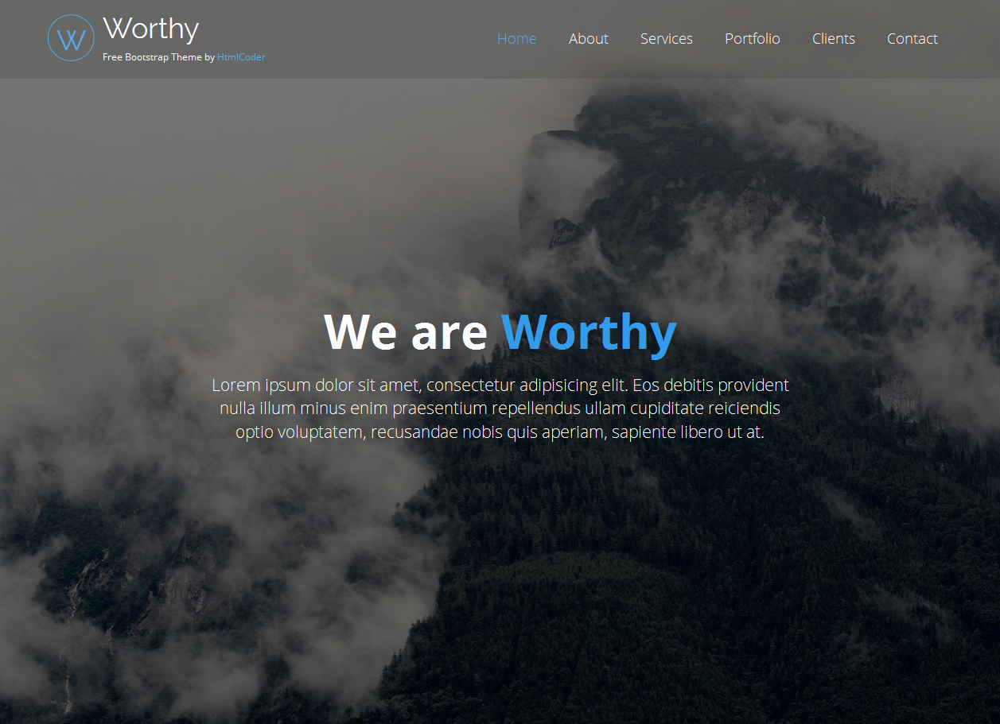 W
Worthy
Free Bootstrap Theme by HtmlCoder
Home About Services Portfolio Clients Contact
We are Worthy
Lorem ipsum dolor sit amet, consectetur adipisicing elit. Eos debitis provident
nulla illum minus enim praesentium repellendus ullam cupiditate reiciendis
optio voluptatem, recusandae nobis quis aperiam, sapiente libero ut at.